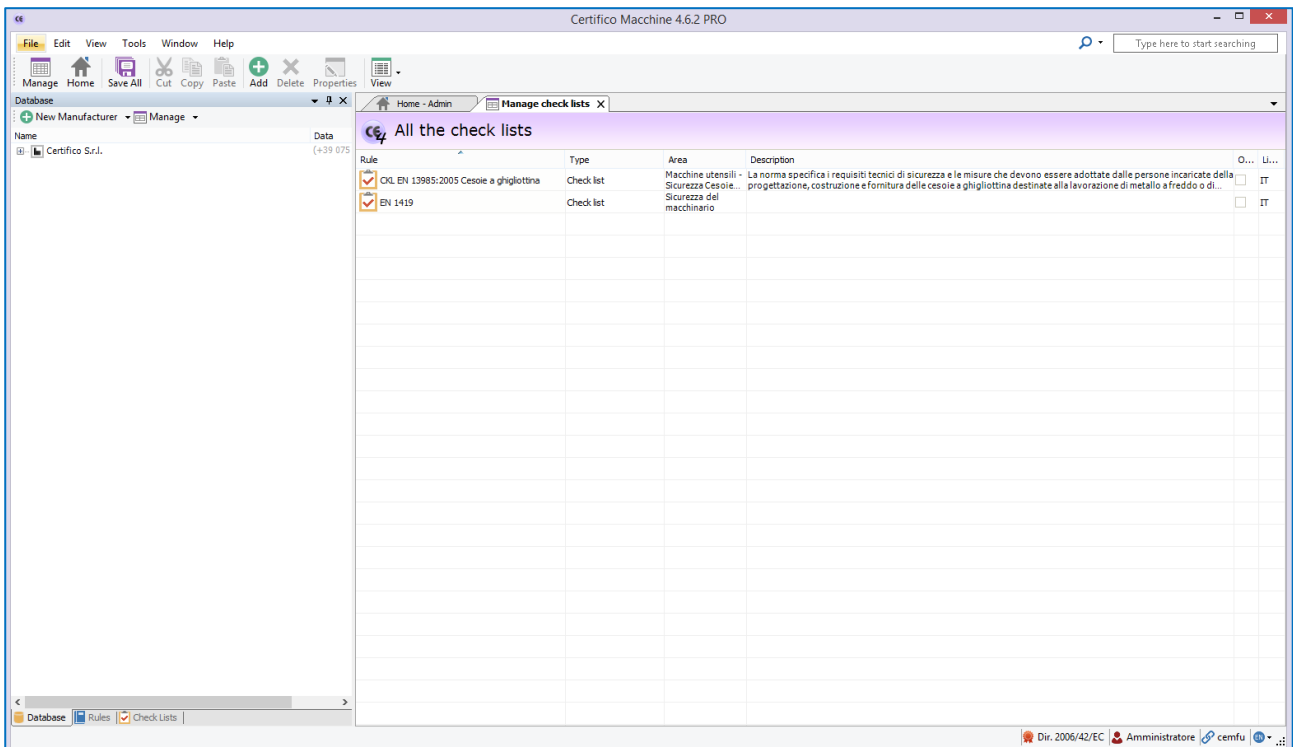 CE
Certifico Macchine 4.6.2 PRO
File Edit View Tools Window Help
Type here to start searching
Manage Home Save All Cut Copy Paste Add Delete Properties View
Database
Home - Admin Manage check lists X
New Manufacturer Manage
CE4 All the check lists
Name Data
Certifico S.r.l. (+39 075
Rule Type Area Description O... Li...
CKL EN 13985:2005 Cesoie a ghigliottina Check list Macchine utensili - Sicurezza Cesoie... La norma specifica i requisiti tecnici di sicurezza e le misure che devono essere adottate dalle persone incaricate della progettazione, costruzione e fornitura delle cesoie a ghigliottina destinate alla lavorazione di metallo a freddo o di... IT
EN 1419 Check list Sicurezza del macchinario IT
Database Rules Check Lists
Dir. 2006/42/EC Amministratore cemfu EN